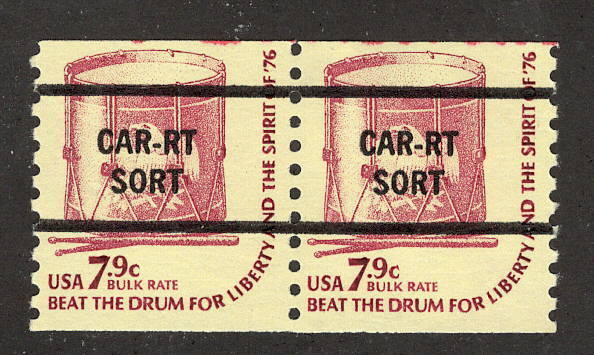 CAR-RT
SORT
USA 7.9c
BULK RATE
BEAT THE DRUM FOR LIBERTY AND THE SPIRIT OF '76
CAR-RT
SORT
USA 7.9c
BULK RATE
BEAT THE DRUM FOR LIBERTY AND THE SPIRIT OF '76